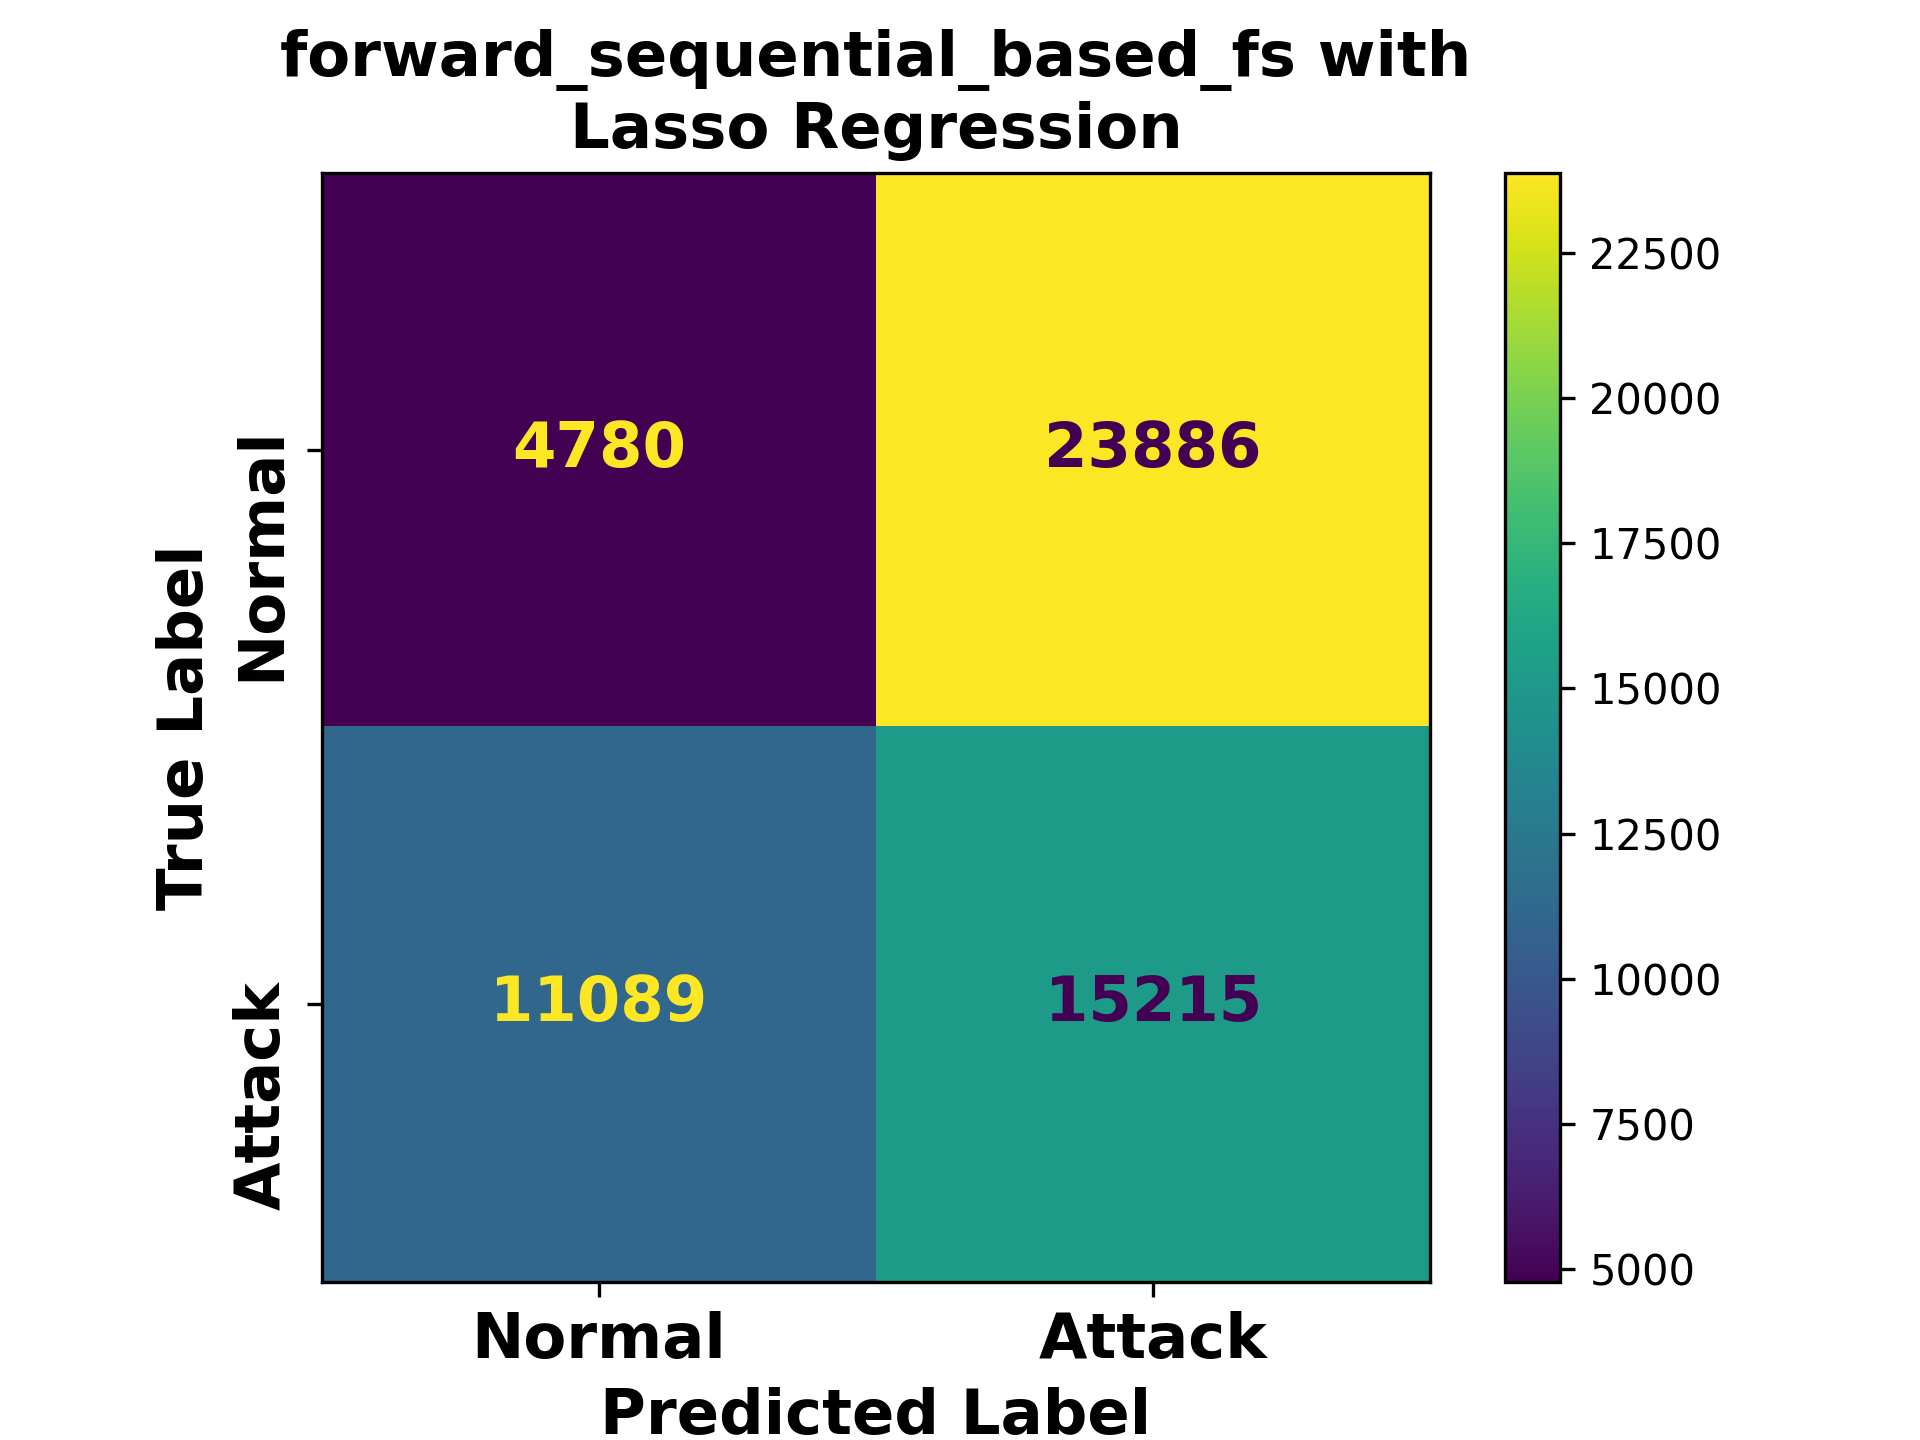 forward_sequential_based_fs with
Lasso Regression
True Label
Normal
Attack
4780
23886
11089
15215
Normal
Attack
Predicted Label
22500
20000
17500
15000
12500
10000
7500
5000